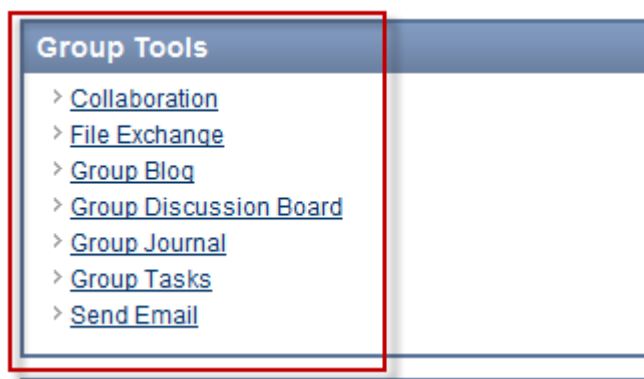 Group Tools
Collaboration
File Exchange
Group Blog
Group Discussion Board
Group Journal
Group Tasks
Send Email